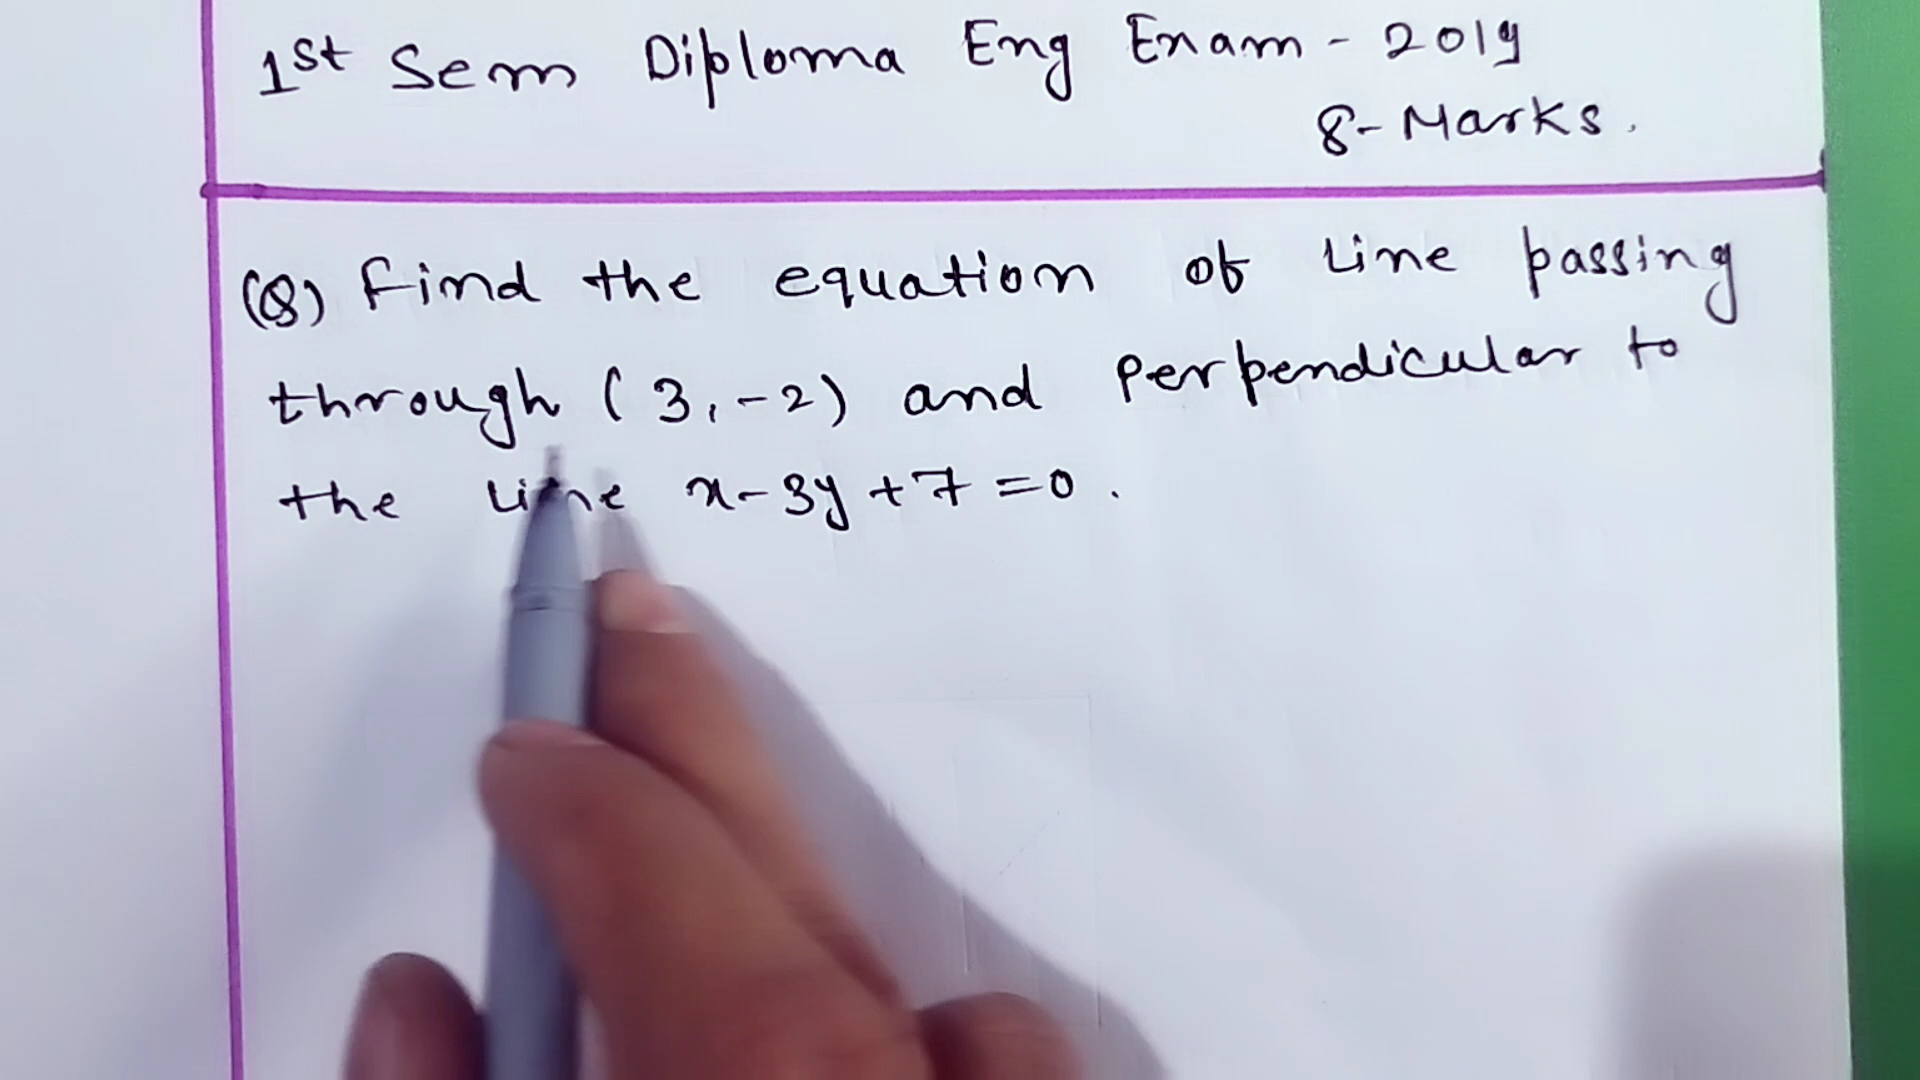 1st Sem Diploma Eng Exam - 2019
8-Marks.
(Q) Find the equation of line passing
through (3, -2) and perpendicular to
the line x-3y+7=0.